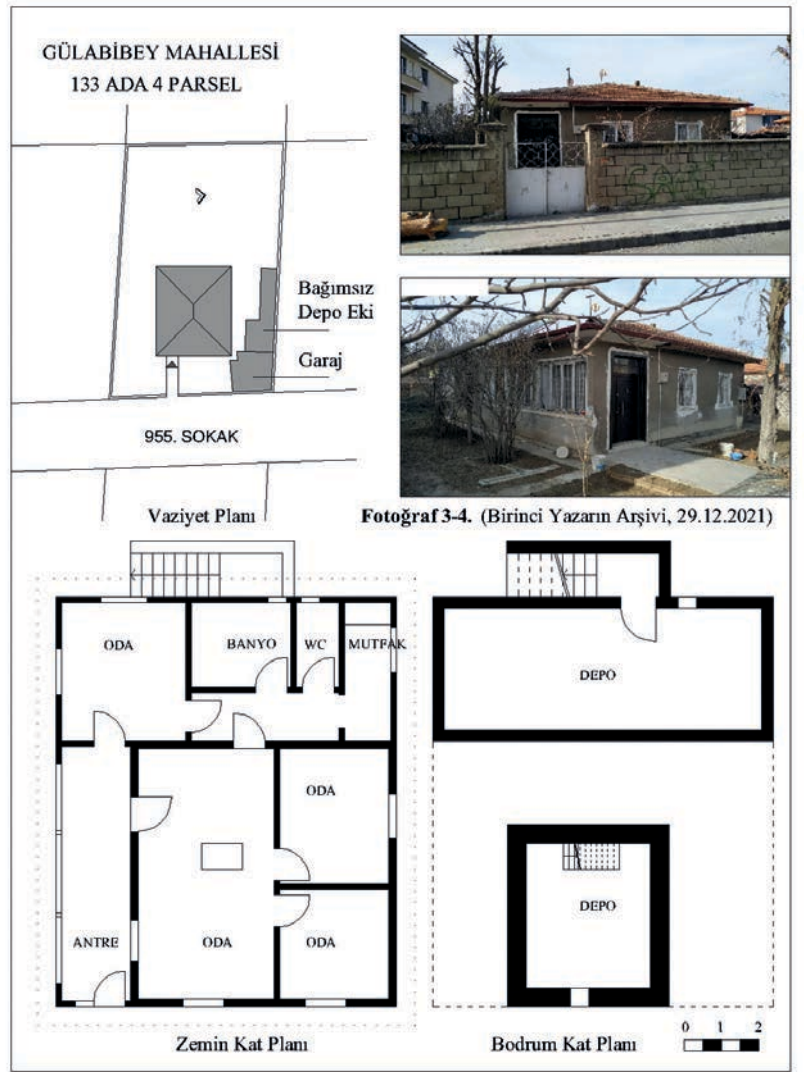 GÜLABİBEY MAHALLESİ
133 ADA 4 PARSEL
Bağımsız
Depo Eki
Garaj
955. SOKAK
Vaziyet Planı
Fotoğraf 3-4. (Birinci Yazarın Arşivi, 29.12.2021)
ODA
BANYO
WC
MUTFAK
DEPO
ODA
ANTRE
ODA
ODA
DEPO
Zemin Kat Planı
Bodrum Kat Planı
0 1 2